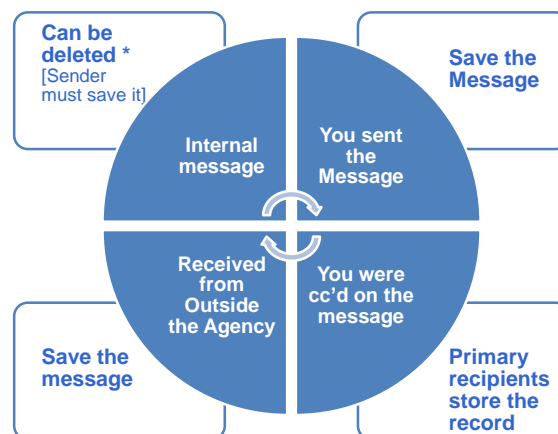 Can be
deleted *
[Sender
must save it]
Internal
message
You sent
the
Message
Save the
Message
Received
from
Outside
the Agency
You were
cc'd on the
message
Save the
message
Primary
recipients
store the
record